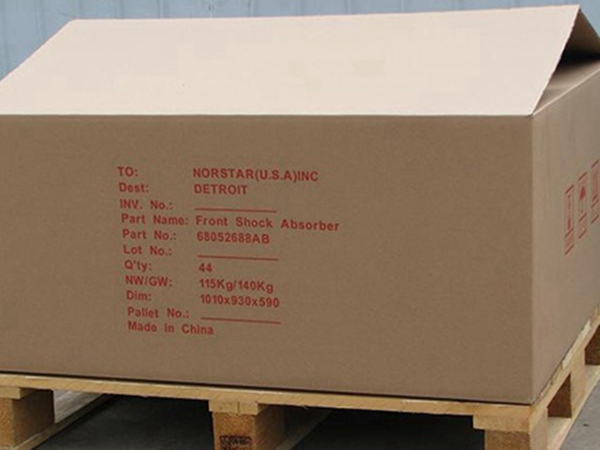 TO: NORSTAR(U.S.A)INC
Dest: DETROIT
INV. No.:
Part Name: Front Shock Absorber
Part No.: 68052688AB
Lot No.:
Q'ty: 44
NW/GW: 115Kg/140Kg
Dim: 1010x930x590
Pallet No.:
Made in China